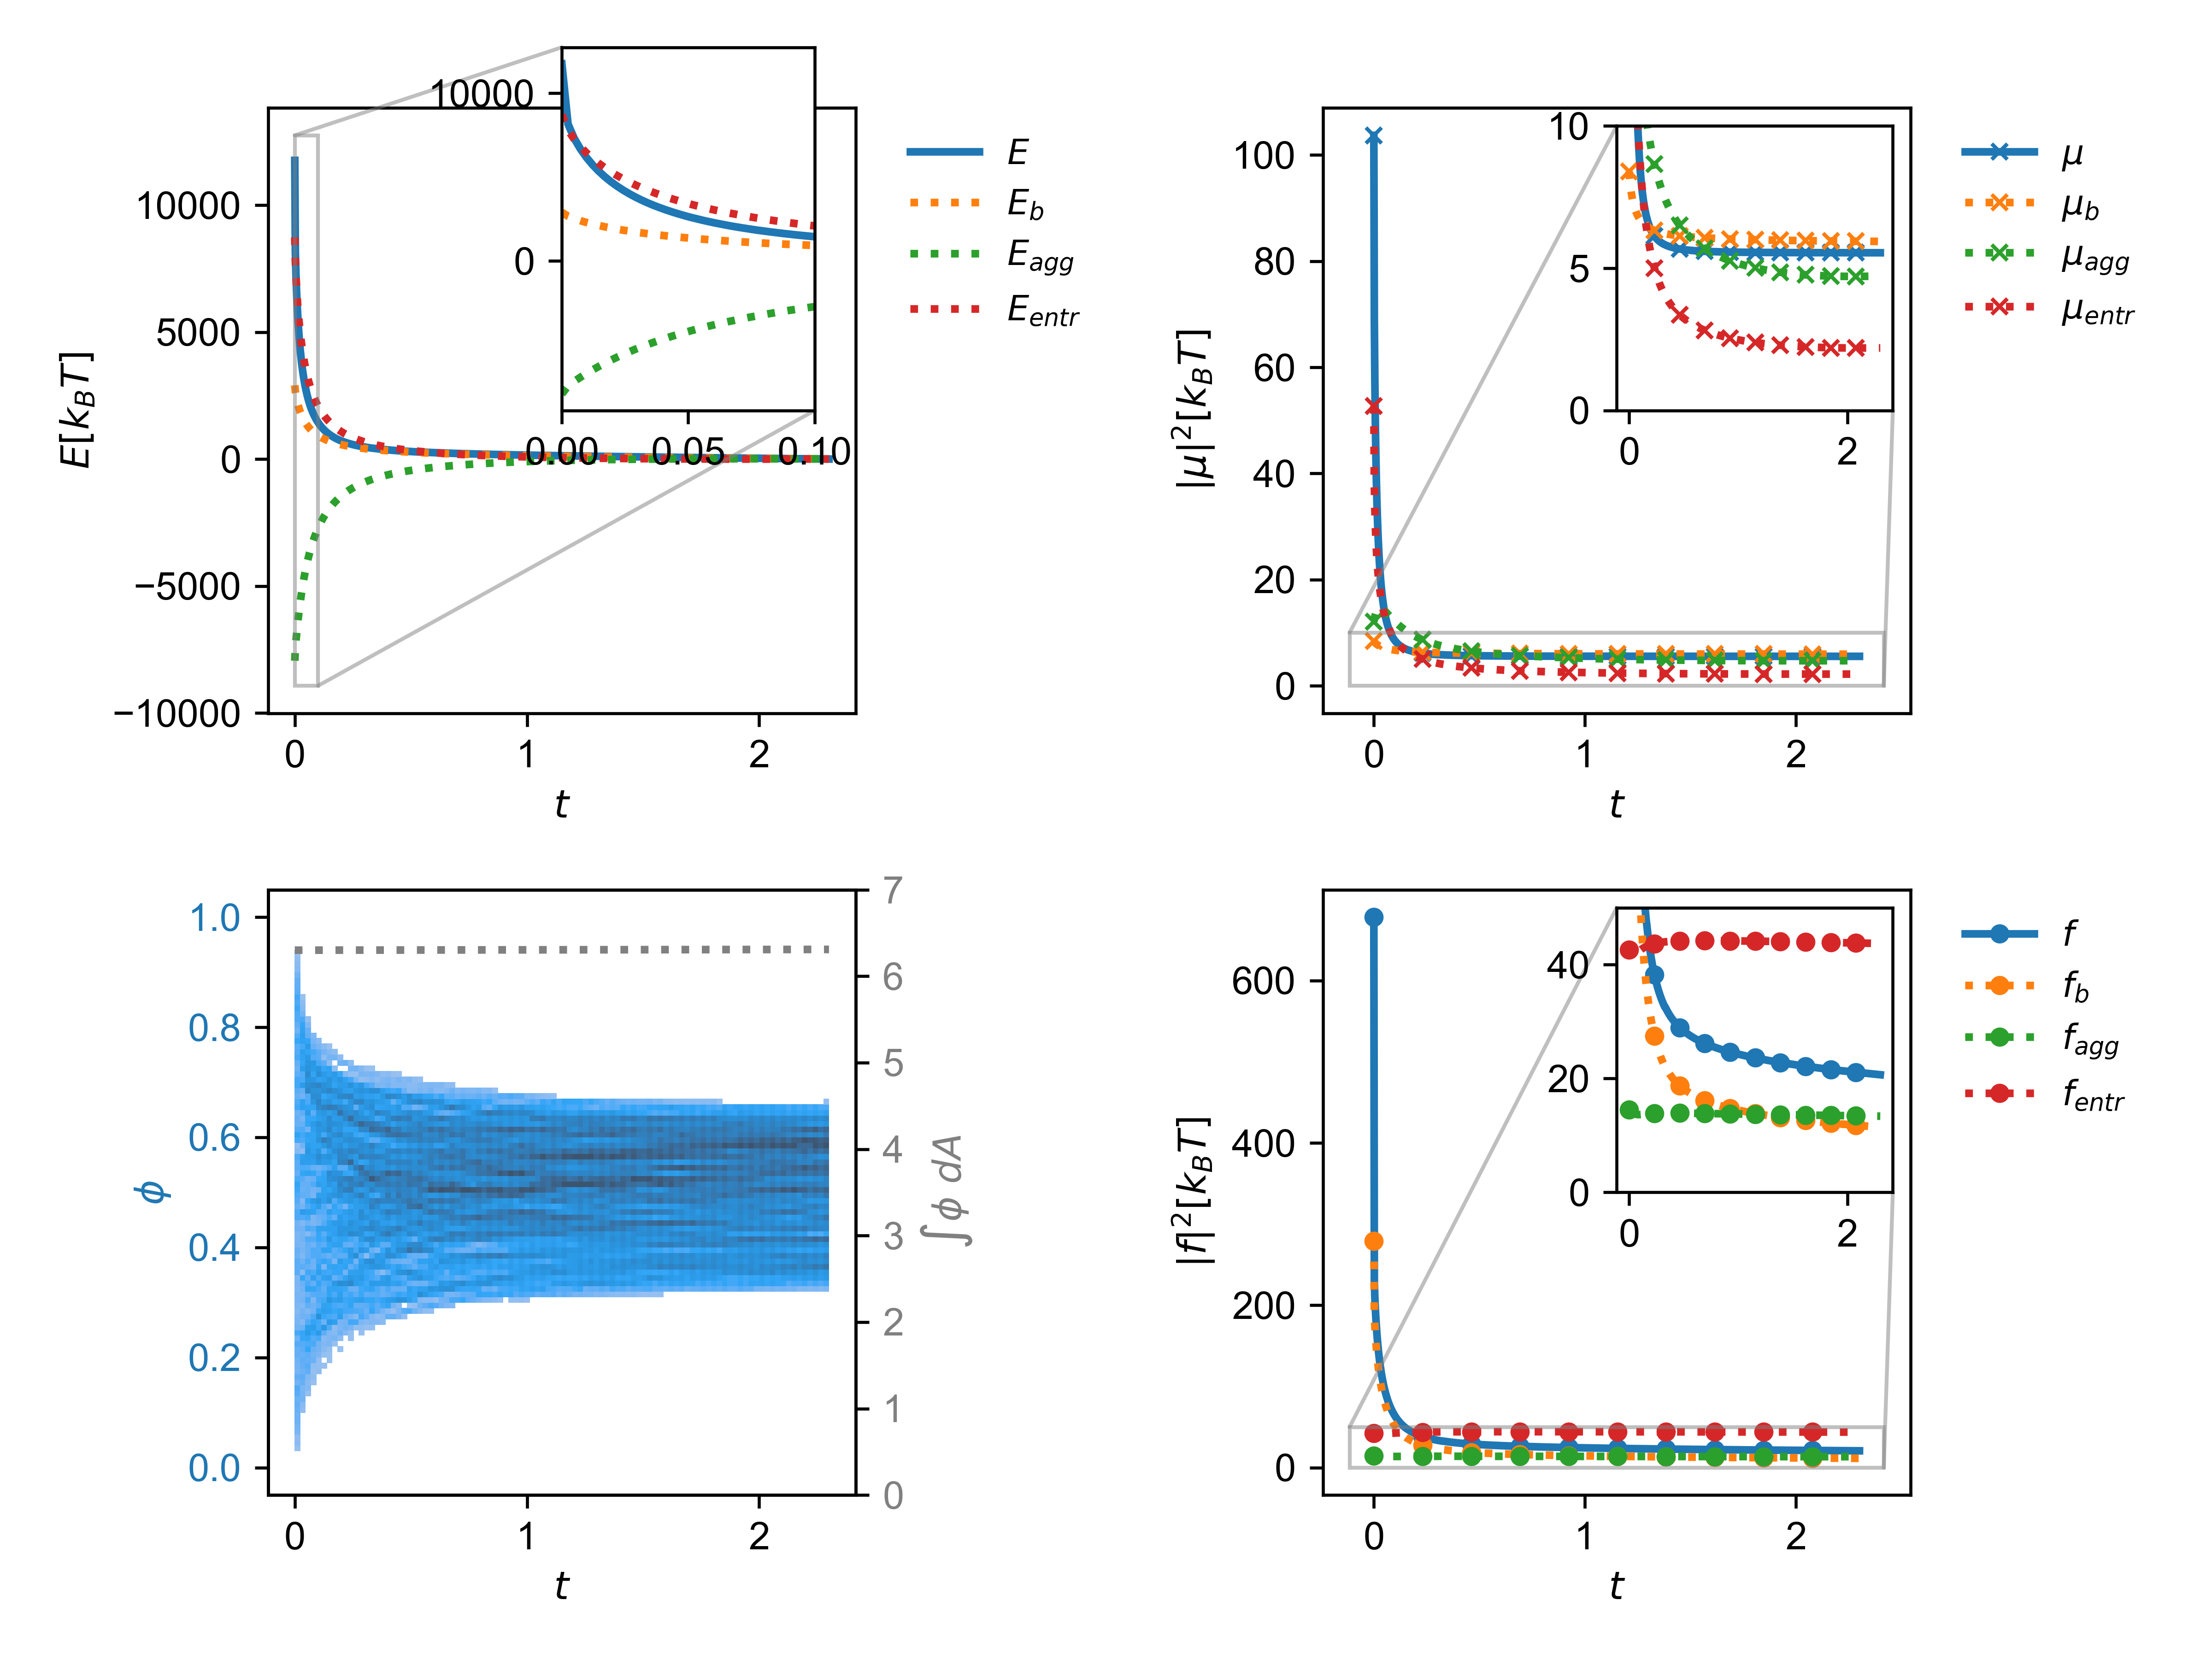 10000
0
0.00 0.05 0.10
10000
5000
0
−5000
−10000
E[k_BT]
0 1 2
t
E
E_b
E_agg
E_entr
100
80
60
40
20
0
|μ|²[k_BT]
0 1 2
t
10
5
0
0 2
μ
μ_b
μ_agg
μ_entr
1.0
0.8
0.6
0.4
0.2
0.0
ϕ
0 1 2
t
7
6
5
4
3
2
1
0
∫ϕ dA
600
400
200
0
|f|²[k_BT]
0 1 2
t
40
20
0
0 2
f
f_b
f_agg
f_entr